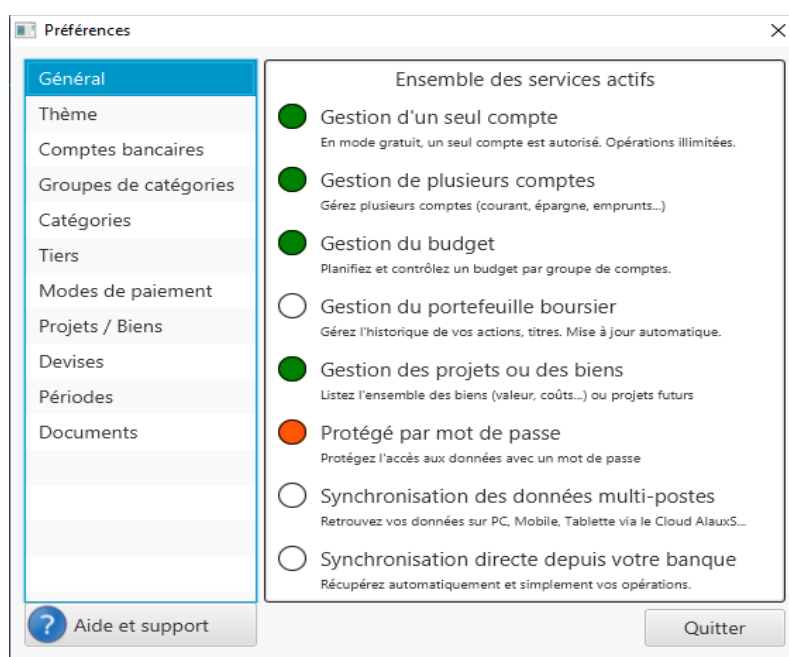 Préférences
Général
Thème
Comptes bancaires
Groupes de catégories
Catégories
Tiers
Modes de paiement
Projets / Biens
Devises
Périodes
Documents
Aide et support
Ensemble des services actifs
Gestion d'un seul compte
En mode gratuit, un seul compte est autorisé. Opérations illimitées.
Gestion de plusieurs comptes
Gérez plusieurs comptes (courant, épargne, emprunts...)
Gestion du budget
Planifiez et contrôlez un budget par groupe de comptes.
Gestion du portefeuille boursier
Gérez l'historique de vos actions, titres. Mise à jour automatique.
Gestion des projets ou des biens
Listez l'ensemble des biens (valeur, coûts...) ou projets futurs
Protégé par mot de passe
Protégez l'accès aux données avec un mot de passe
Synchronisation des données multi-postes
Retrouvez vos données sur PC, Mobile, Tablette via le Cloud AlauxS...
Synchronisation directe depuis votre banque
Récupérez automatiquement et simplement vos opérations.
Quitter